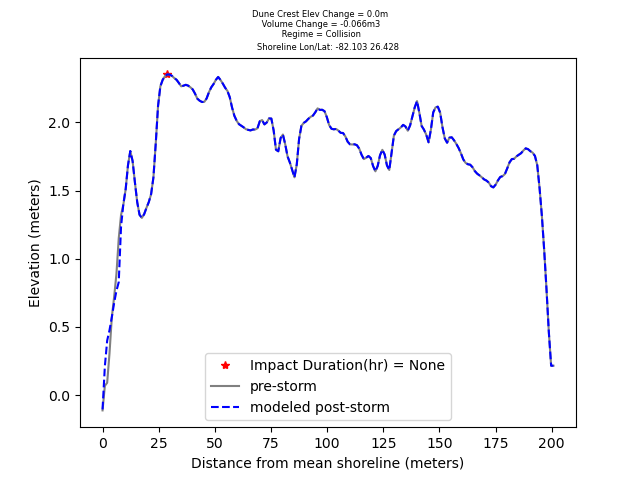 Dune Crest Elev Change = 0.0m
Volume Change = -0.066m3
Regime = Collision
Shoreline Lon/Lat: -82.103 26.428
2.0
1.5
1.0
0.5
0.0
Elevation (meters)
Impact Duration(hr) = None
pre-storm
modeled post-storm
0 25 50 75 100 125 150 175 200
Distance from mean shoreline (meters)